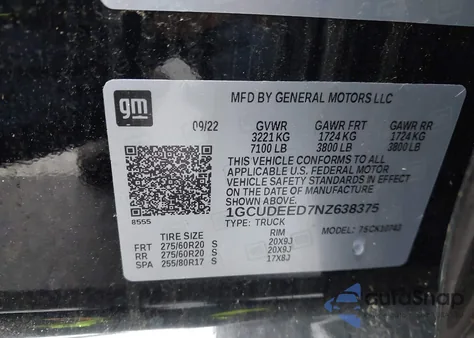 gm
MFD BY GENERAL MOTORS LLC
09/22 GVWR GAWR FRT GAWR RR
3221 KG 1724 KG 1724 KG
7100 LB 3800 LB 3800 LB
THIS VEHICLE CONFORMS TO ALL
APPLICABLE U.S. FEDERAL MOTOR
VEHICLE SAFETY STANDARDS IN EFFECT
ON THE DATE OF MANUFACTURE
SHOWN ABOVE.
8555
1GCUDEED7NZ638375
TYPE: TRUCK MODEL:
TIRE SIZE RIM
FRT 275/60R20 S 20X9J
275/60R20 S 20X9J
SPA 255/80R17 S 17X8J
AutoSnap